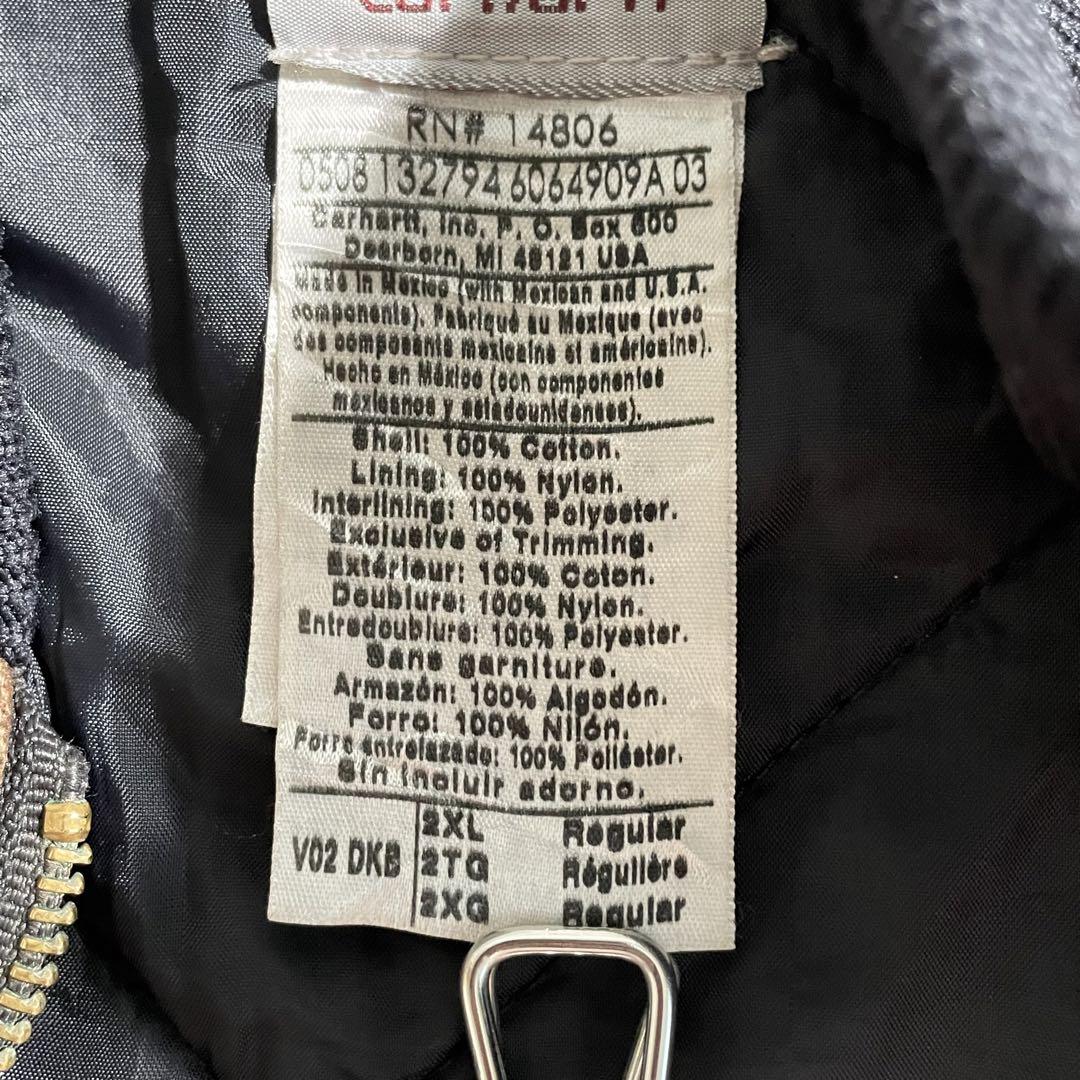 carhartt
RN# 14806
0508 132794 6064909A 03
Carhartt, Inc. P. O. Box 600
Dearborn, MI 48121 USA
Made in Mexico (with Mexican and U.S.A.
components). Fabriqué au Mexique (avec
des composants mexicains et américains).
Hecho en México (con componentes
mexicanos y estadounidenses).
Shell: 100% Cotton.
Lining: 100% Nylon.
Interlining: 100% Polyester.
Exclusive of Trimming.
Extérieur: 100% Coton.
Doublure: 100% Nylon.
Entredoublure: 100% Polyester.
Sans garniture.
Armazón: 100% Algodón.
Forro: 100% Nilón.
Forro entrelazado: 100% Poliéster.
Sin incluir adorno.
V02 DKB
2XL Regular
2TG Régulière
2XG Regular